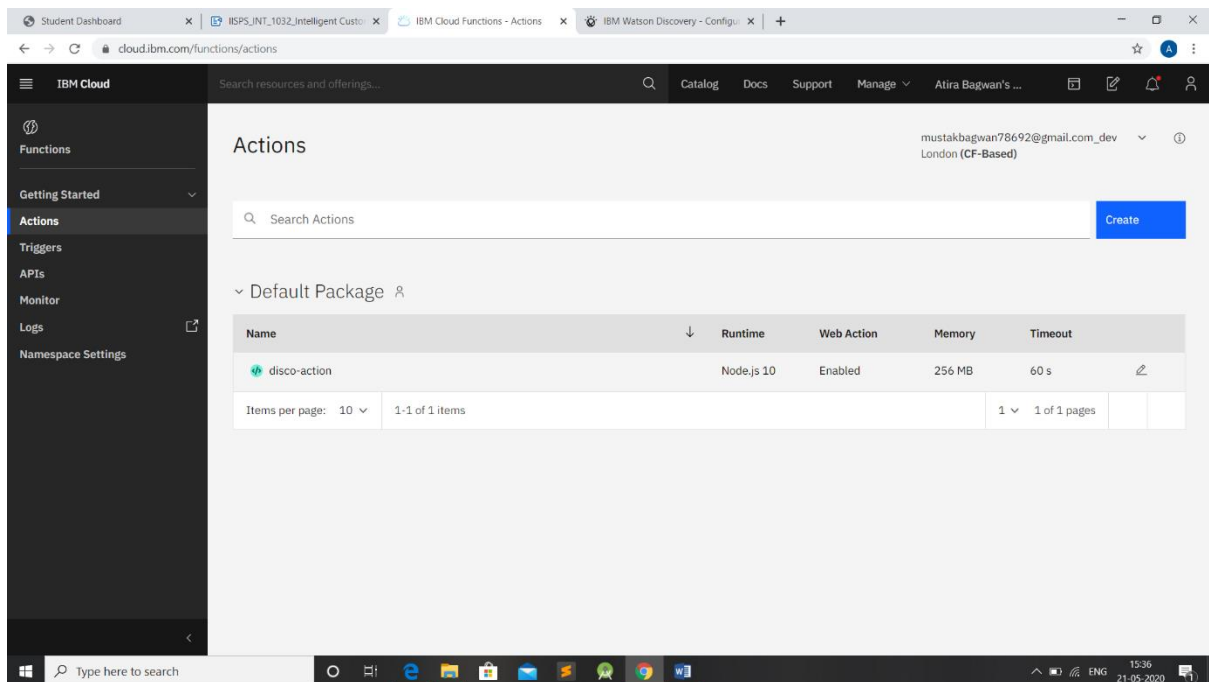 Student Dashboard IISPS_INT_1032_Intelligent Custo IBM Cloud Functions - Actions IBM Watson Discovery - Configu
cloud.ibm.com/functions/actions A
IBM Cloud Search resources and offerings... Catalog Docs Support Manage Atira Bagwan's ...
Functions
Actions
mustakbagwan78692@gmail.com_dev
London (CF-Based)
Getting Started
Actions
Triggers
APIs
Monitor
Logs
Namespace Settings
Search Actions Create
Default Package
Name Runtime Web Action Memory Timeout
disco-action Node.js 10 Enabled 256 MB 60 s
Items per page: 10 1-1 of 1 items 1 1 of 1 pages
Type here to search ENG 15:36
21-05-2020